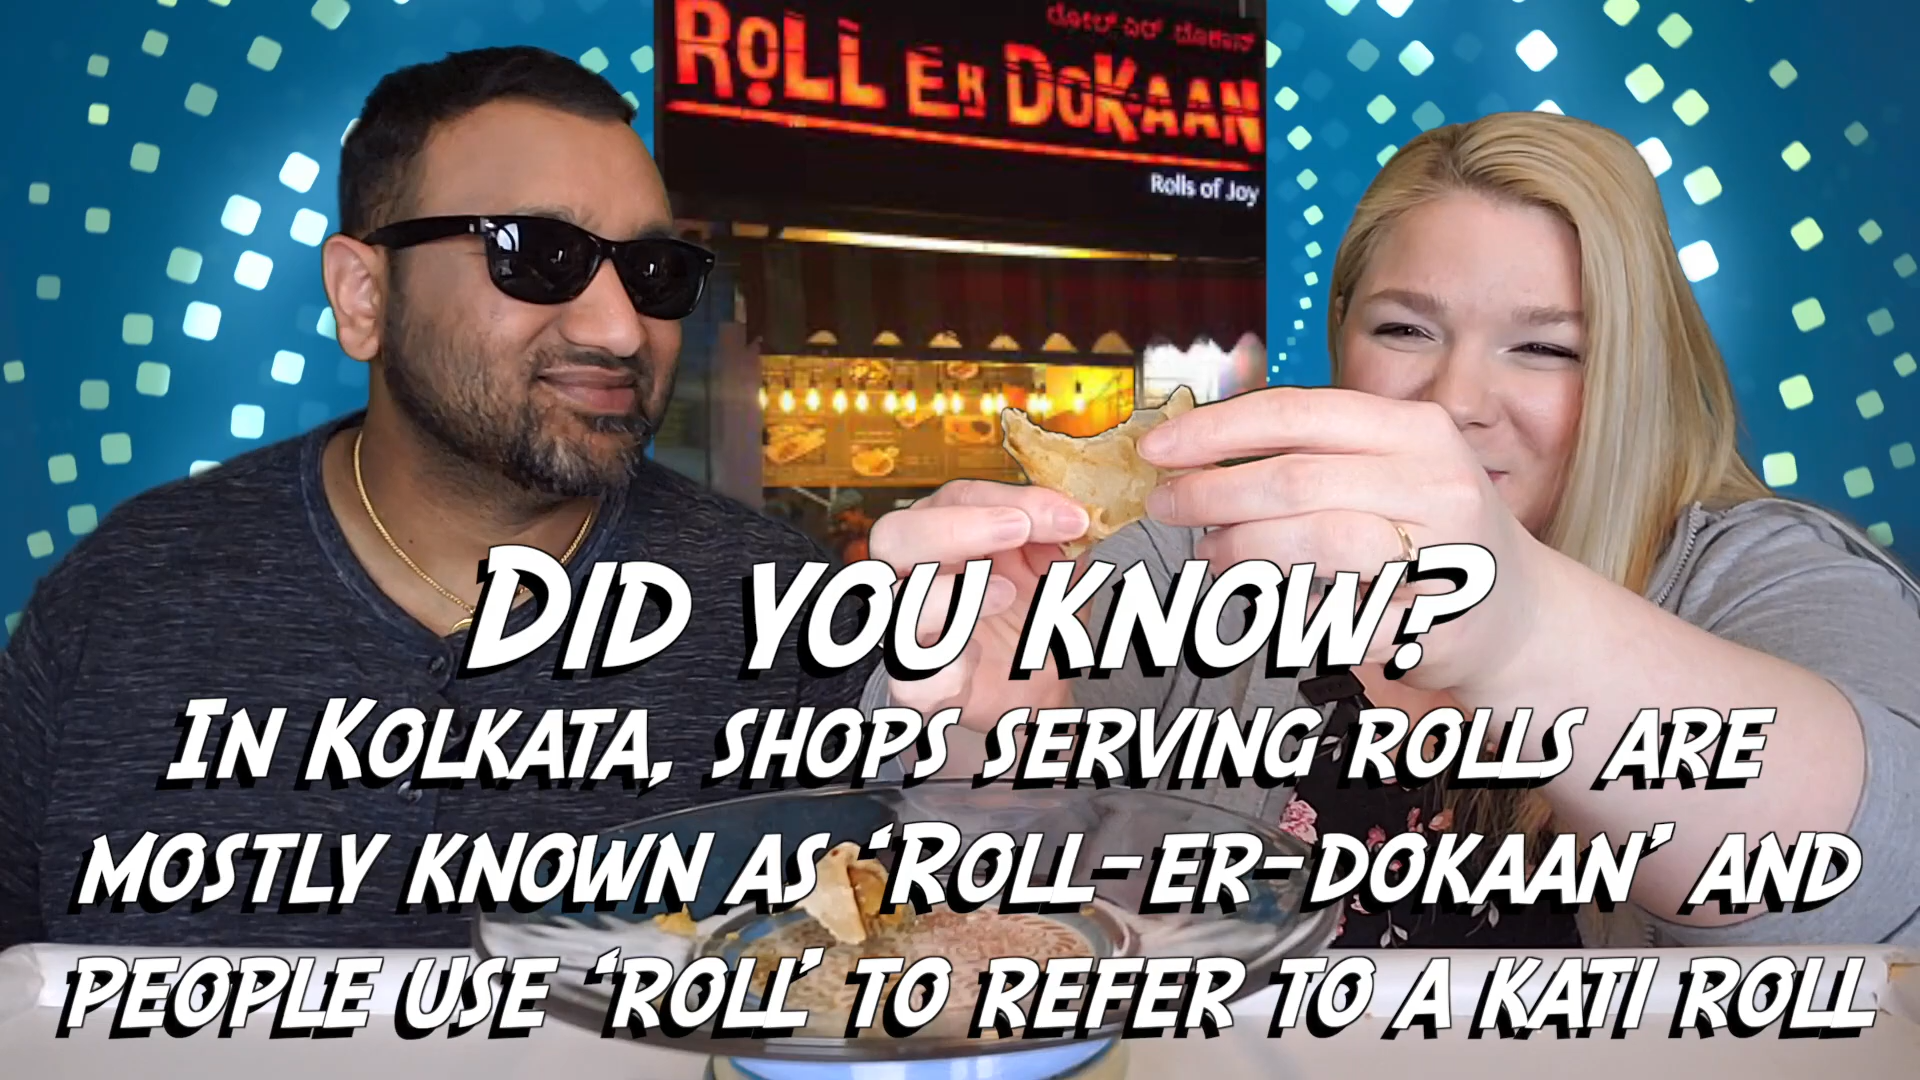 ರೋಲ್ ಎರ್ ದೋಕಾನ್
ROLL ER DOKAAN
Rolls of Joy
DID YOU KNOW?
IN KOLKATA, SHOPS SERVING ROLLS ARE
MOSTLY KNOWN AS ‘ROLL-ER-DOKAAN’ AND
PEOPLE USE ‘ROLL’ TO REFER TO A KATI ROLL